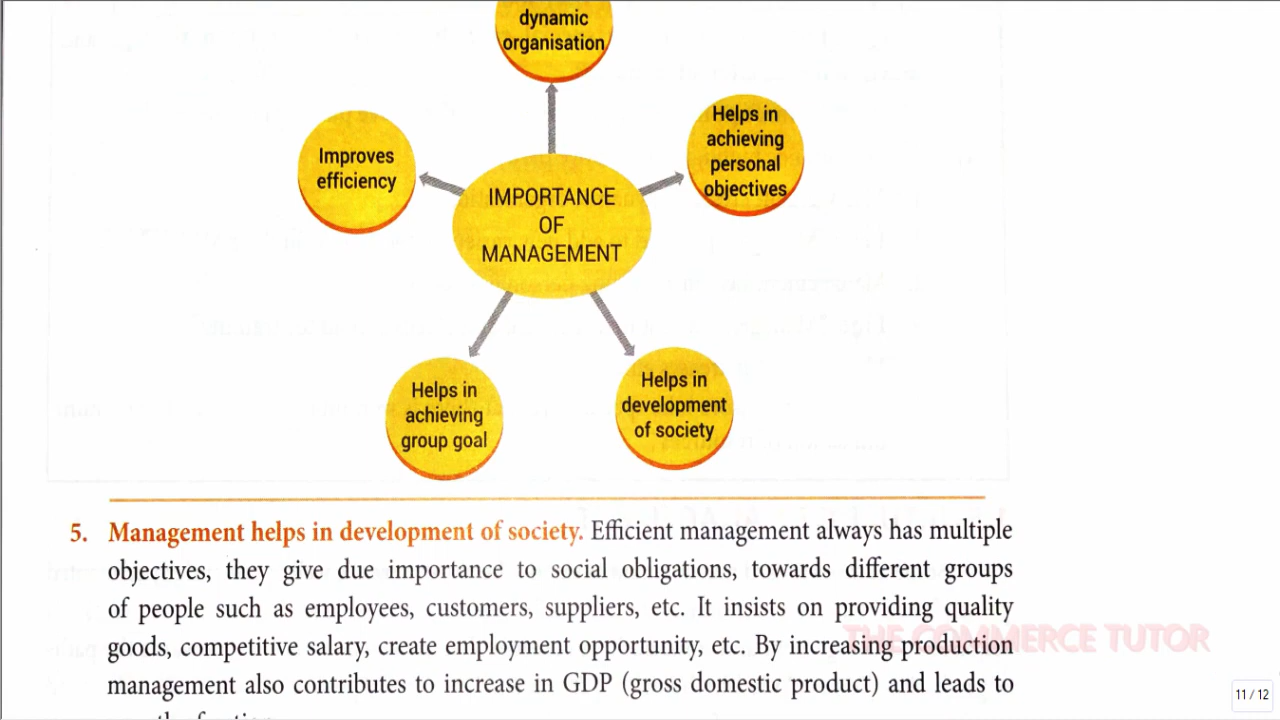 dynamic
organisation
Improves
efficiency
Helps in
achieving
personal
objectives
IMPORTANCE
OF
MANAGEMENT
Helps in
achieving
group goal
Helps in
development
of society
5. Management helps in development of society. Efficient management always has multiple
objectives, they give due importance to social obligations, towards different groups
of people such as employees, customers, suppliers, etc. It insists on providing quality
goods, competitive salary, create employment opportunity, etc. By increasing production
management also contributes to increase in GDP (gross domestic product) and leads to
THE COMMERCE TUTOR
11 / 12